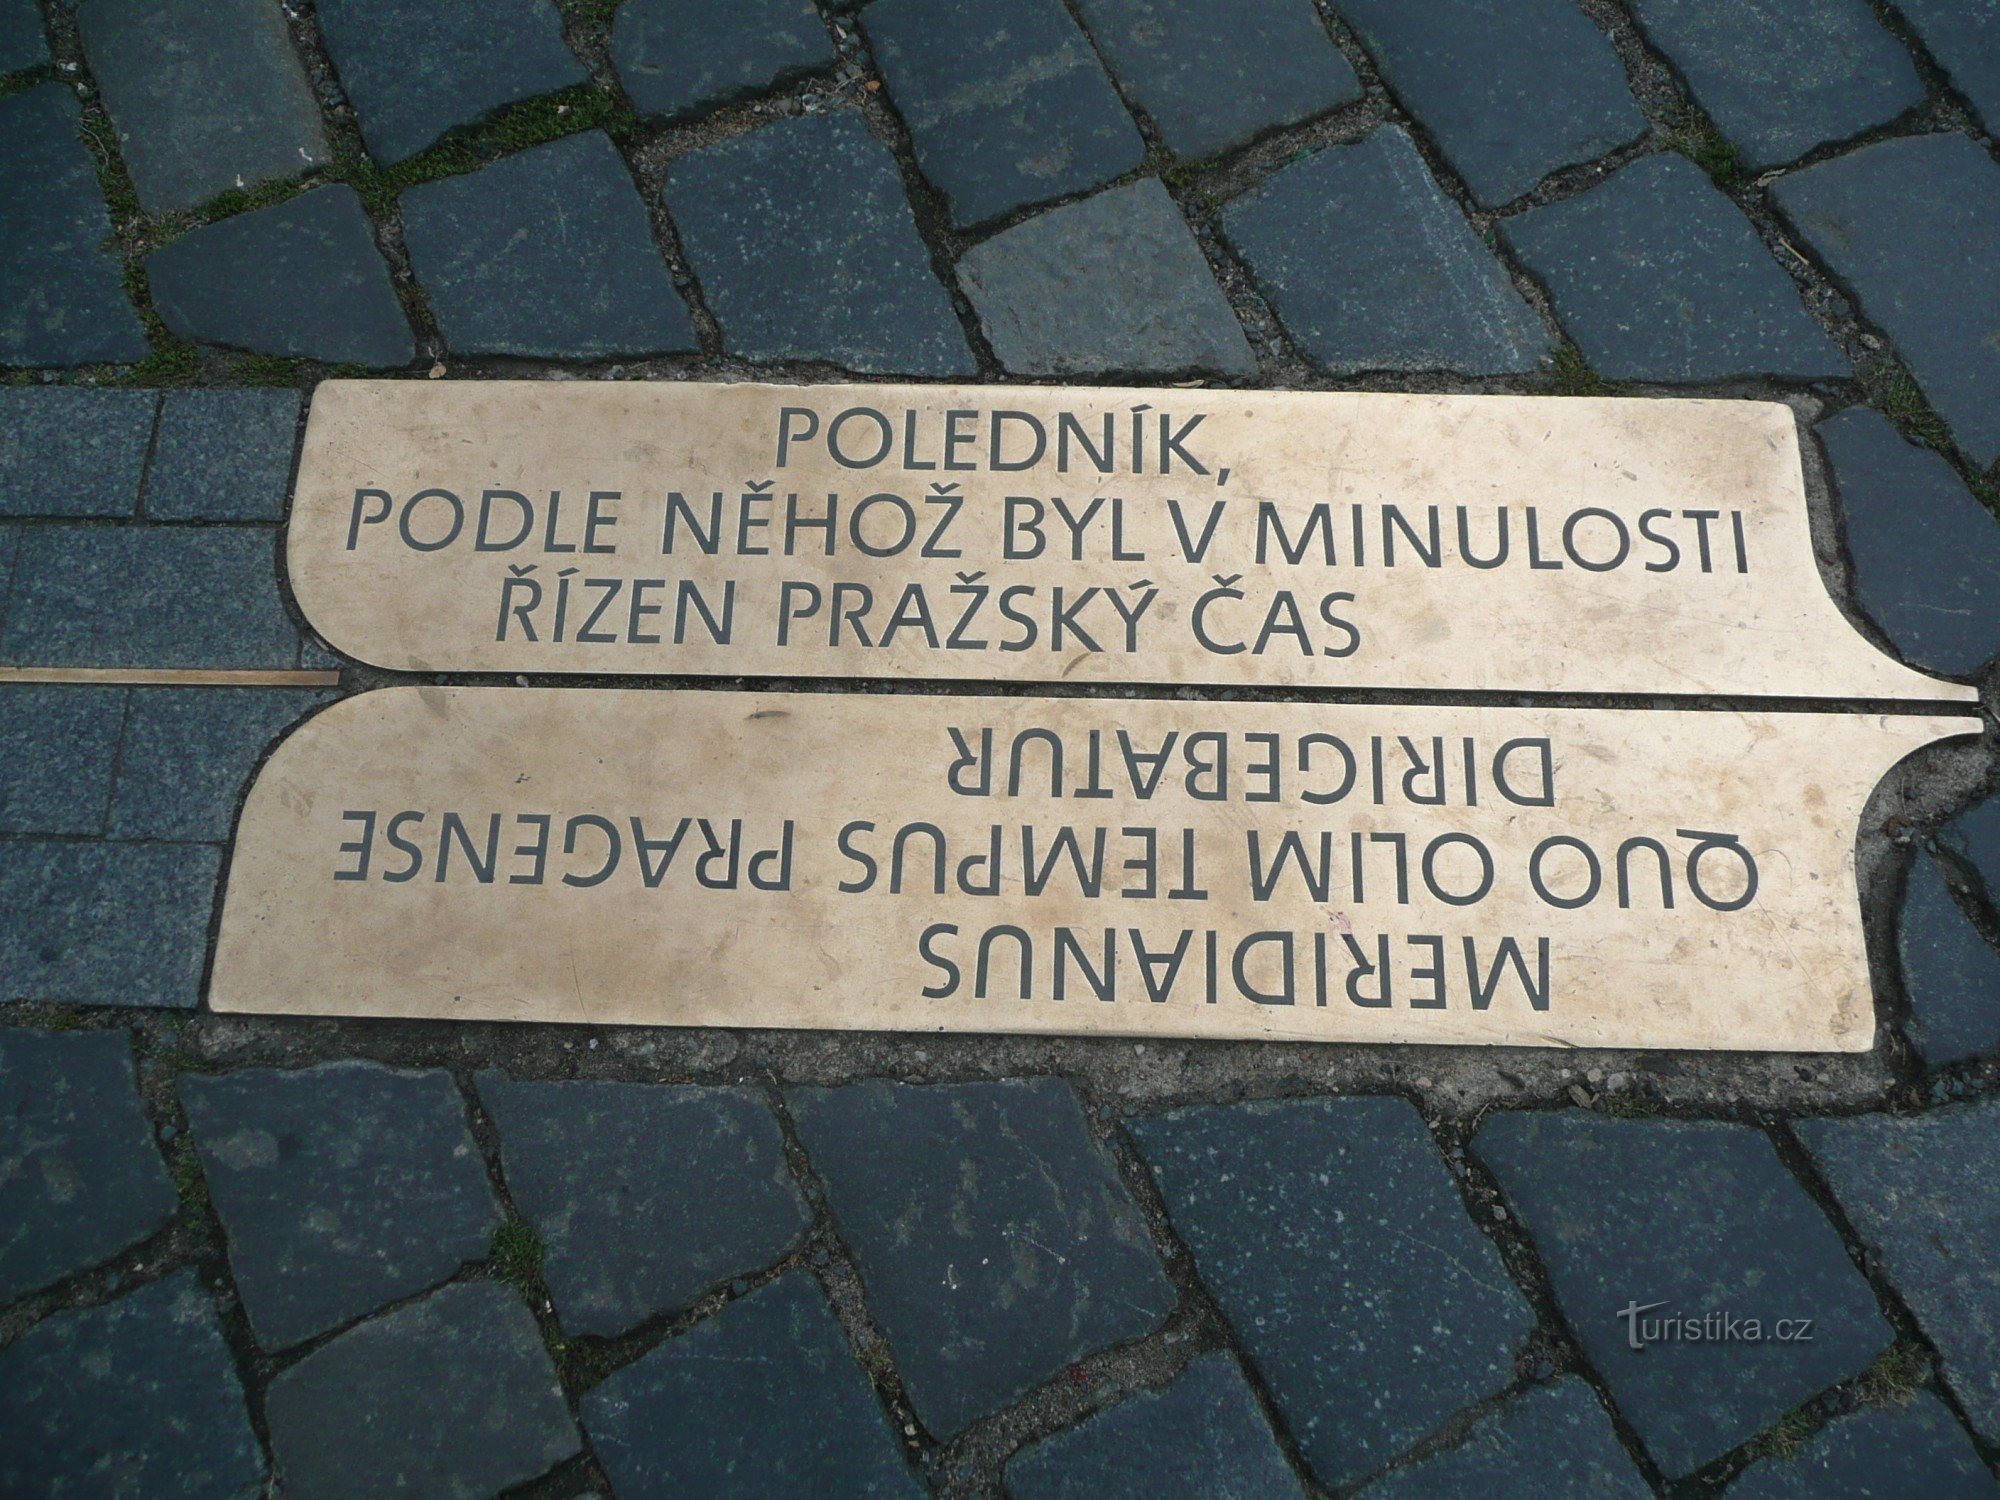 POLEDNÍK,
PODLE NĚHOŽ BYL V MINULOSTI
ŘÍZEN PRAŽSKÝ ČAS
MERIDIANUS
QUO OLIM TEMPUS PRAGENSE
DIRIGEBATUR
Turistika.cz